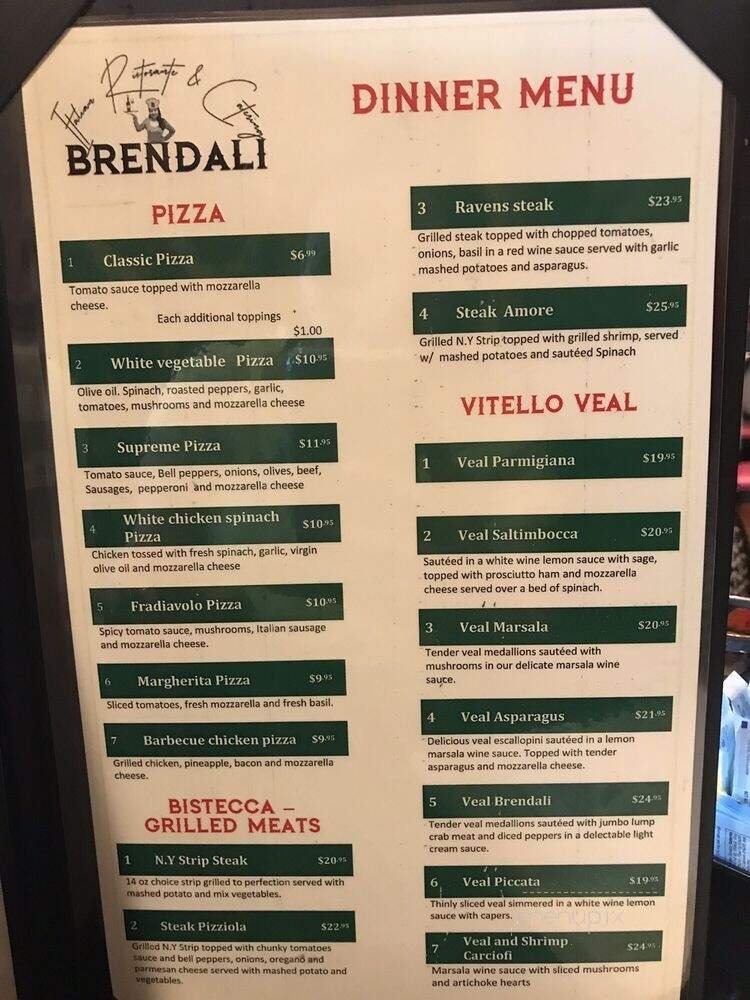 Italian Ristorante & Catering
BRENDALI
DINNER MENU
PIZZA
1 Classic Pizza $6.99
Tomato sauce topped with mozzarella
cheese.
Each additional toppings
$1.00
2 White vegetable Pizza $10.95
Olive oil. Spinach, roasted peppers, garlic,
tomatoes, mushrooms and mozzarella cheese
3 Supreme Pizza $11.95
Tomato sauce, Bell peppers, onions, olives, beef,
Sausages, pepperoni and mozzarella cheese
4 White chicken spinach $10.95
Pizza
Chicken tossed with fresh spinach, garlic, virgin
olive oil and mozzarella cheese
5 Fradiavolo Pizza $10.95
Spicy tomato sauce, mushrooms, Italian sausage
and mozzarella cheese.
6 Margherita Pizza $9.95
Sliced tomatoes, fresh mozzarella and fresh basil.
7 Barbecue chicken pizza $9.95
Grilled chicken, pineapple, bacon and mozzarella
cheese.
BISTECCA –
GRILLED MEATS
1 N.Y Strip Steak $20.95
14 oz choice strip grilled to perfection served with
mashed potato and mix vegetables.
2 Steak Pizziola $22.95
Grilled N.Y Strip topped with chunky tomatoes
sauce and bell peppers, onions, oregano and
parmesan cheese served with mashed potato and
vegetables.
3 Ravens steak $23.95
Grilled steak topped with chopped tomatoes,
onions, basil in a red wine sauce served with garlic
mashed potatoes and asparagus.
4 Steak Amore $25.95
Grilled N.Y Strip topped with grilled shrimp, served
w/ mashed potatoes and sautéed Spinach
VITELLO VEAL
1 Veal Parmigiana $19.95
2 Veal Saltimbocca $20.95
Sautéed in a white wine lemon sauce with sage,
topped with prosciutto ham and mozzarella
cheese served over a bed of spinach.
3 Veal Marsala $20.95
Tender veal medallions sautéed with
mushrooms in our delicate marsala wine
sauce.
4 Veal Asparagus $21.95
Delicious veal escallopini sautéed in a lemon
marsala wine sauce. Topped with tender
asparagus and mozzarella cheese.
5 Veal Brendali $24.95
Tender veal medallions sautéed with jumbo lump
crab meat and diced peppers in a delectable light
cream sauce.
6 Veal Piccata $19.95
Thinly sliced veal simmered in a white wine lemon
sauce with capers.
7 Veal and Shrimp $24.95
Carciofi
Marsala wine sauce with sliced mushrooms
and artichoke hearts